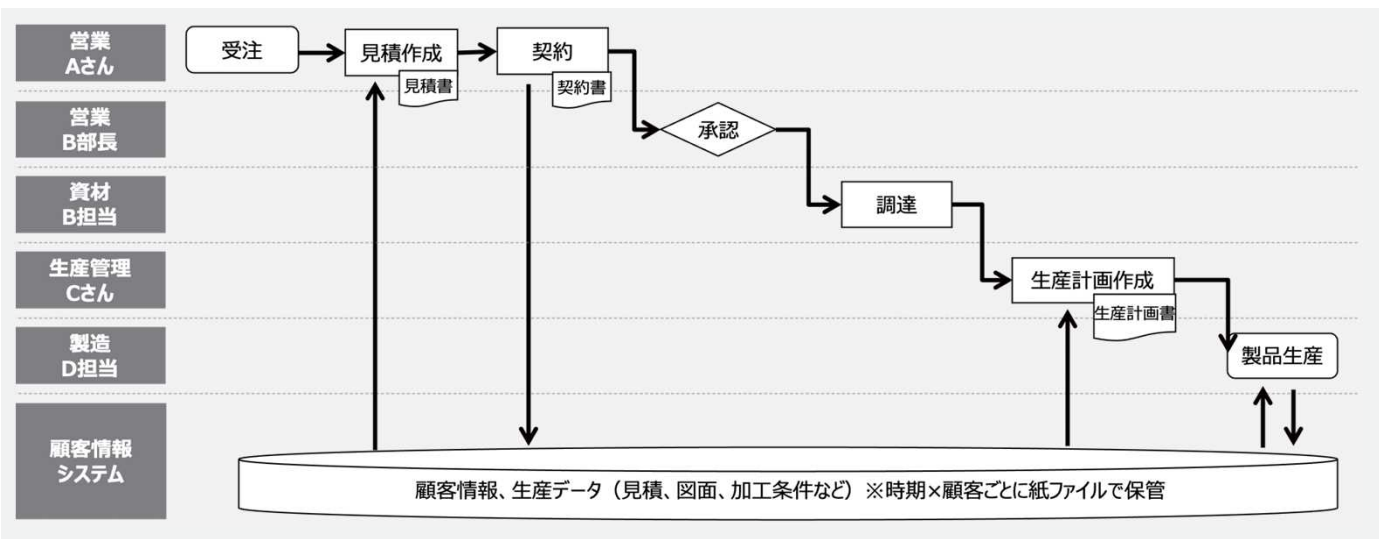 営業
Aさん
受注
見積作成
見積書
契約
契約書
営業
B部長
承認
資材
B担当
調達
生産管理
Cさん
生産計画作成
生産計画書
製造
D担当
製品生産
顧客情報
システム
顧客情報、生産データ（見積、図面、加工条件など）※時期×顧客ごとに紙ファイルで保管